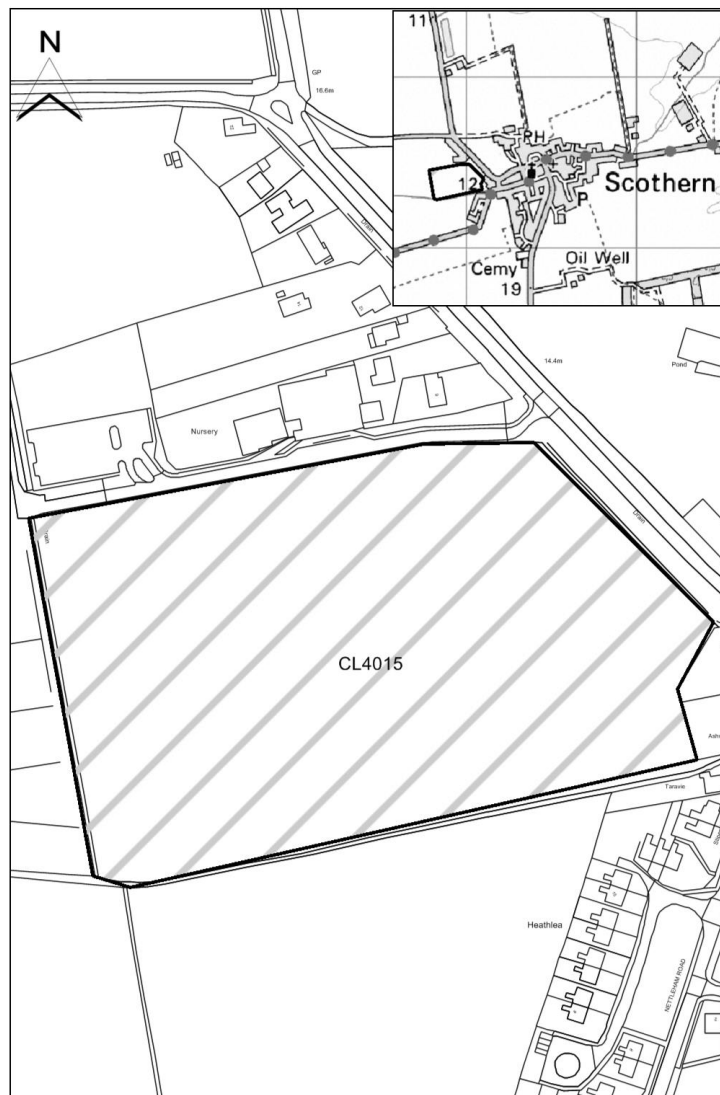 N
GP
16.6m
Drain
11
PH
12
Scothern
P
Cemy
Oil Well
19
14.4m
Pond
Nursery
Drain
CL4015
Taravie
Heathlea
NETTLEHAM ROAD